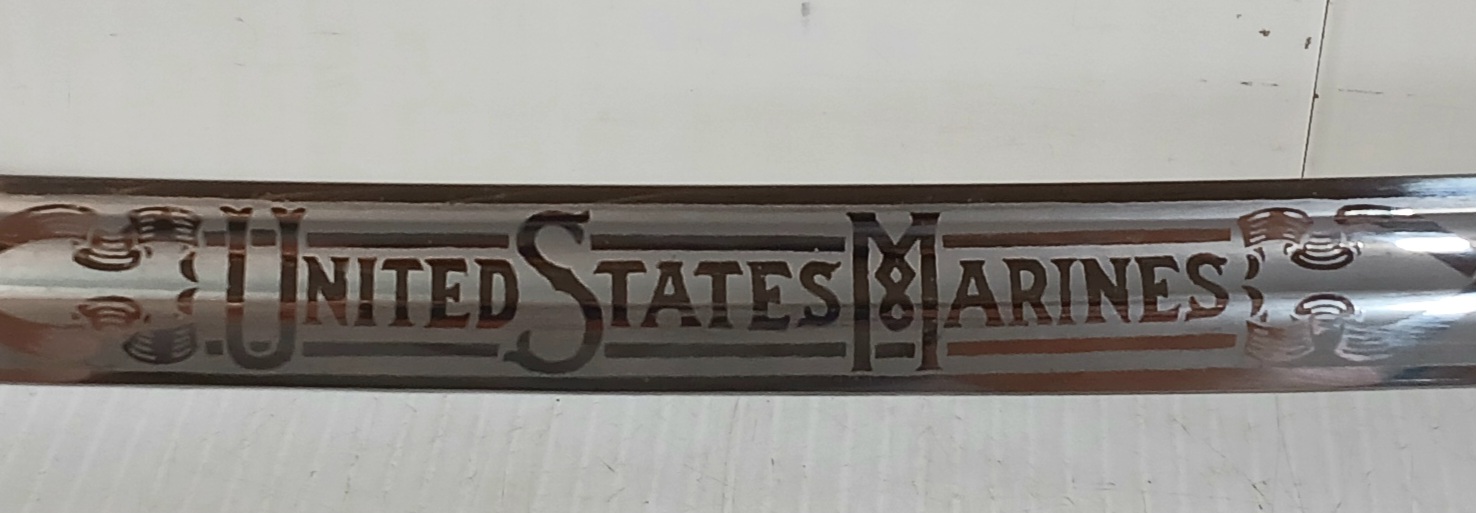 UNITED STATES MARINES